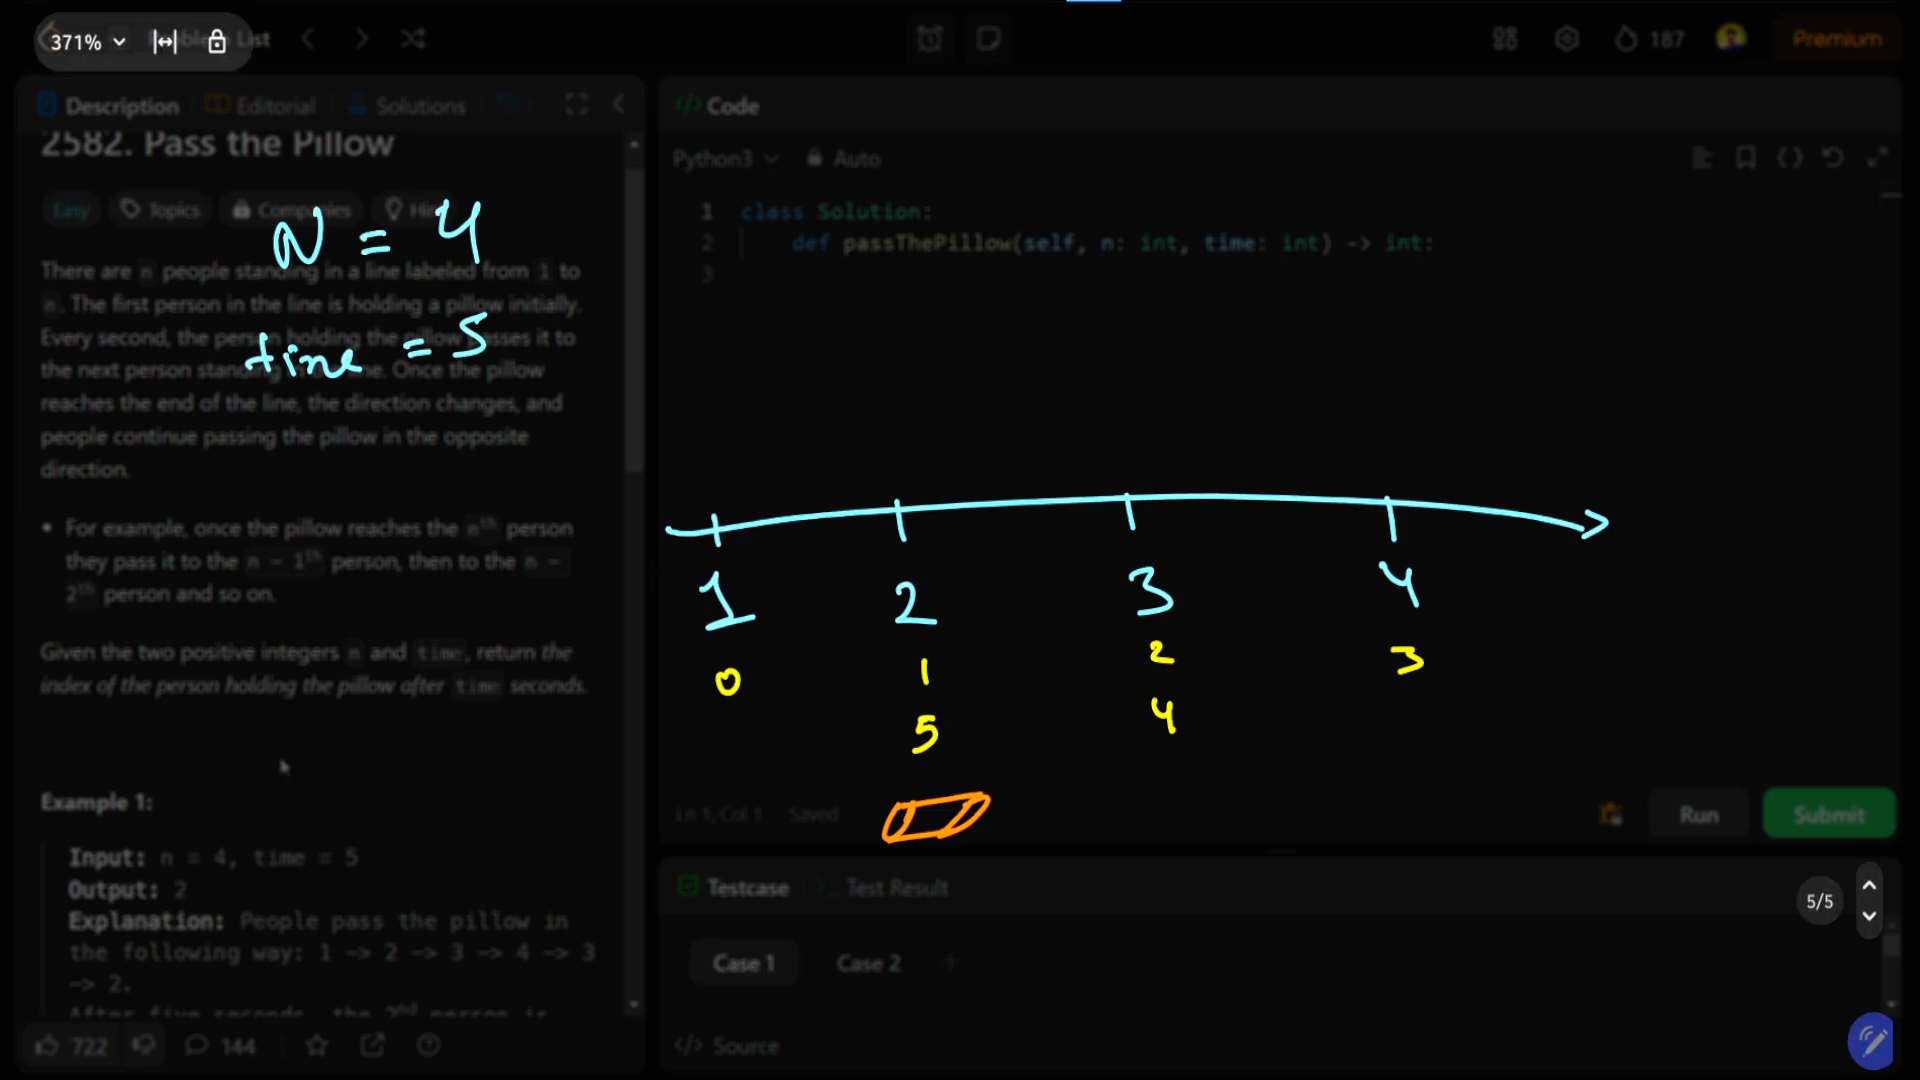 371%
List
187
Premium
Description
Editorial
Solutions
2582. Pass the Pillow
Easy
Topics
Companies
N = 4
There are n people standing in a line labeled from 1 to
n. The first person in the line is holding a pillow initially.
Every second, the person holding the pillow passes it to
time = 5
the next person standing line. Once the pillow
reaches the end of the line, the direction changes, and
people continue passing the pillow in the opposite
direction.
• For example, once the pillow reaches the nth person
they pass it to the n - 1th person, then to the n -
2th person and so on.
Given the two positive integers n and time, return the
index of the person holding the pillow after time seconds.
Example 1:
Input: n = 4, time = 5
Output: 2
Explanation: People pass the pillow in
the following way: 1 -> 2 -> 3 -> 4 -> 3
-> 2.
After five seconds, the 2nd person is
722
144
</> Code
Python3
Auto
1 class Solution:
2 def passThePillow(self, n: int, time: int) -> int:
3
1 2 3 4
0 1 2 3
5 4
Ln 1, Col 1
Saved
Run
Submit
Testcase
Test Result
5/5
Case 1
Case 2
+
</> Source